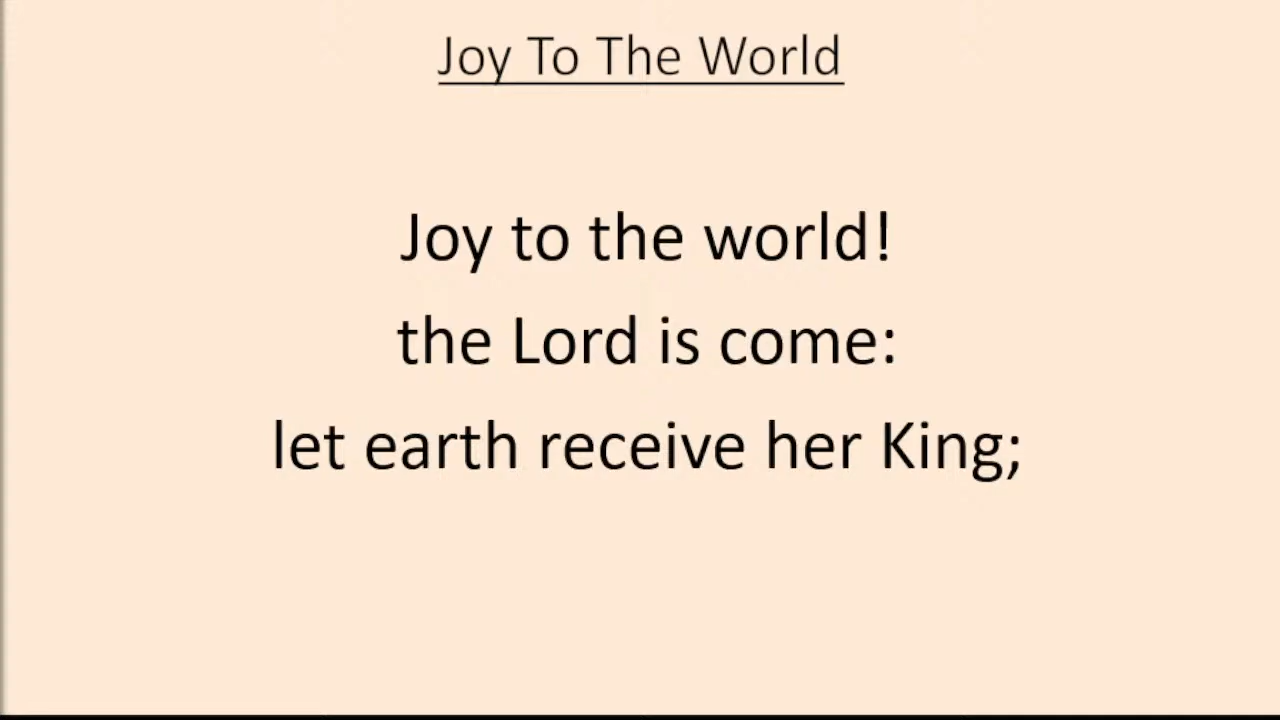 Joy To The World
Joy to the world!
the Lord is come:
let earth receive her King;